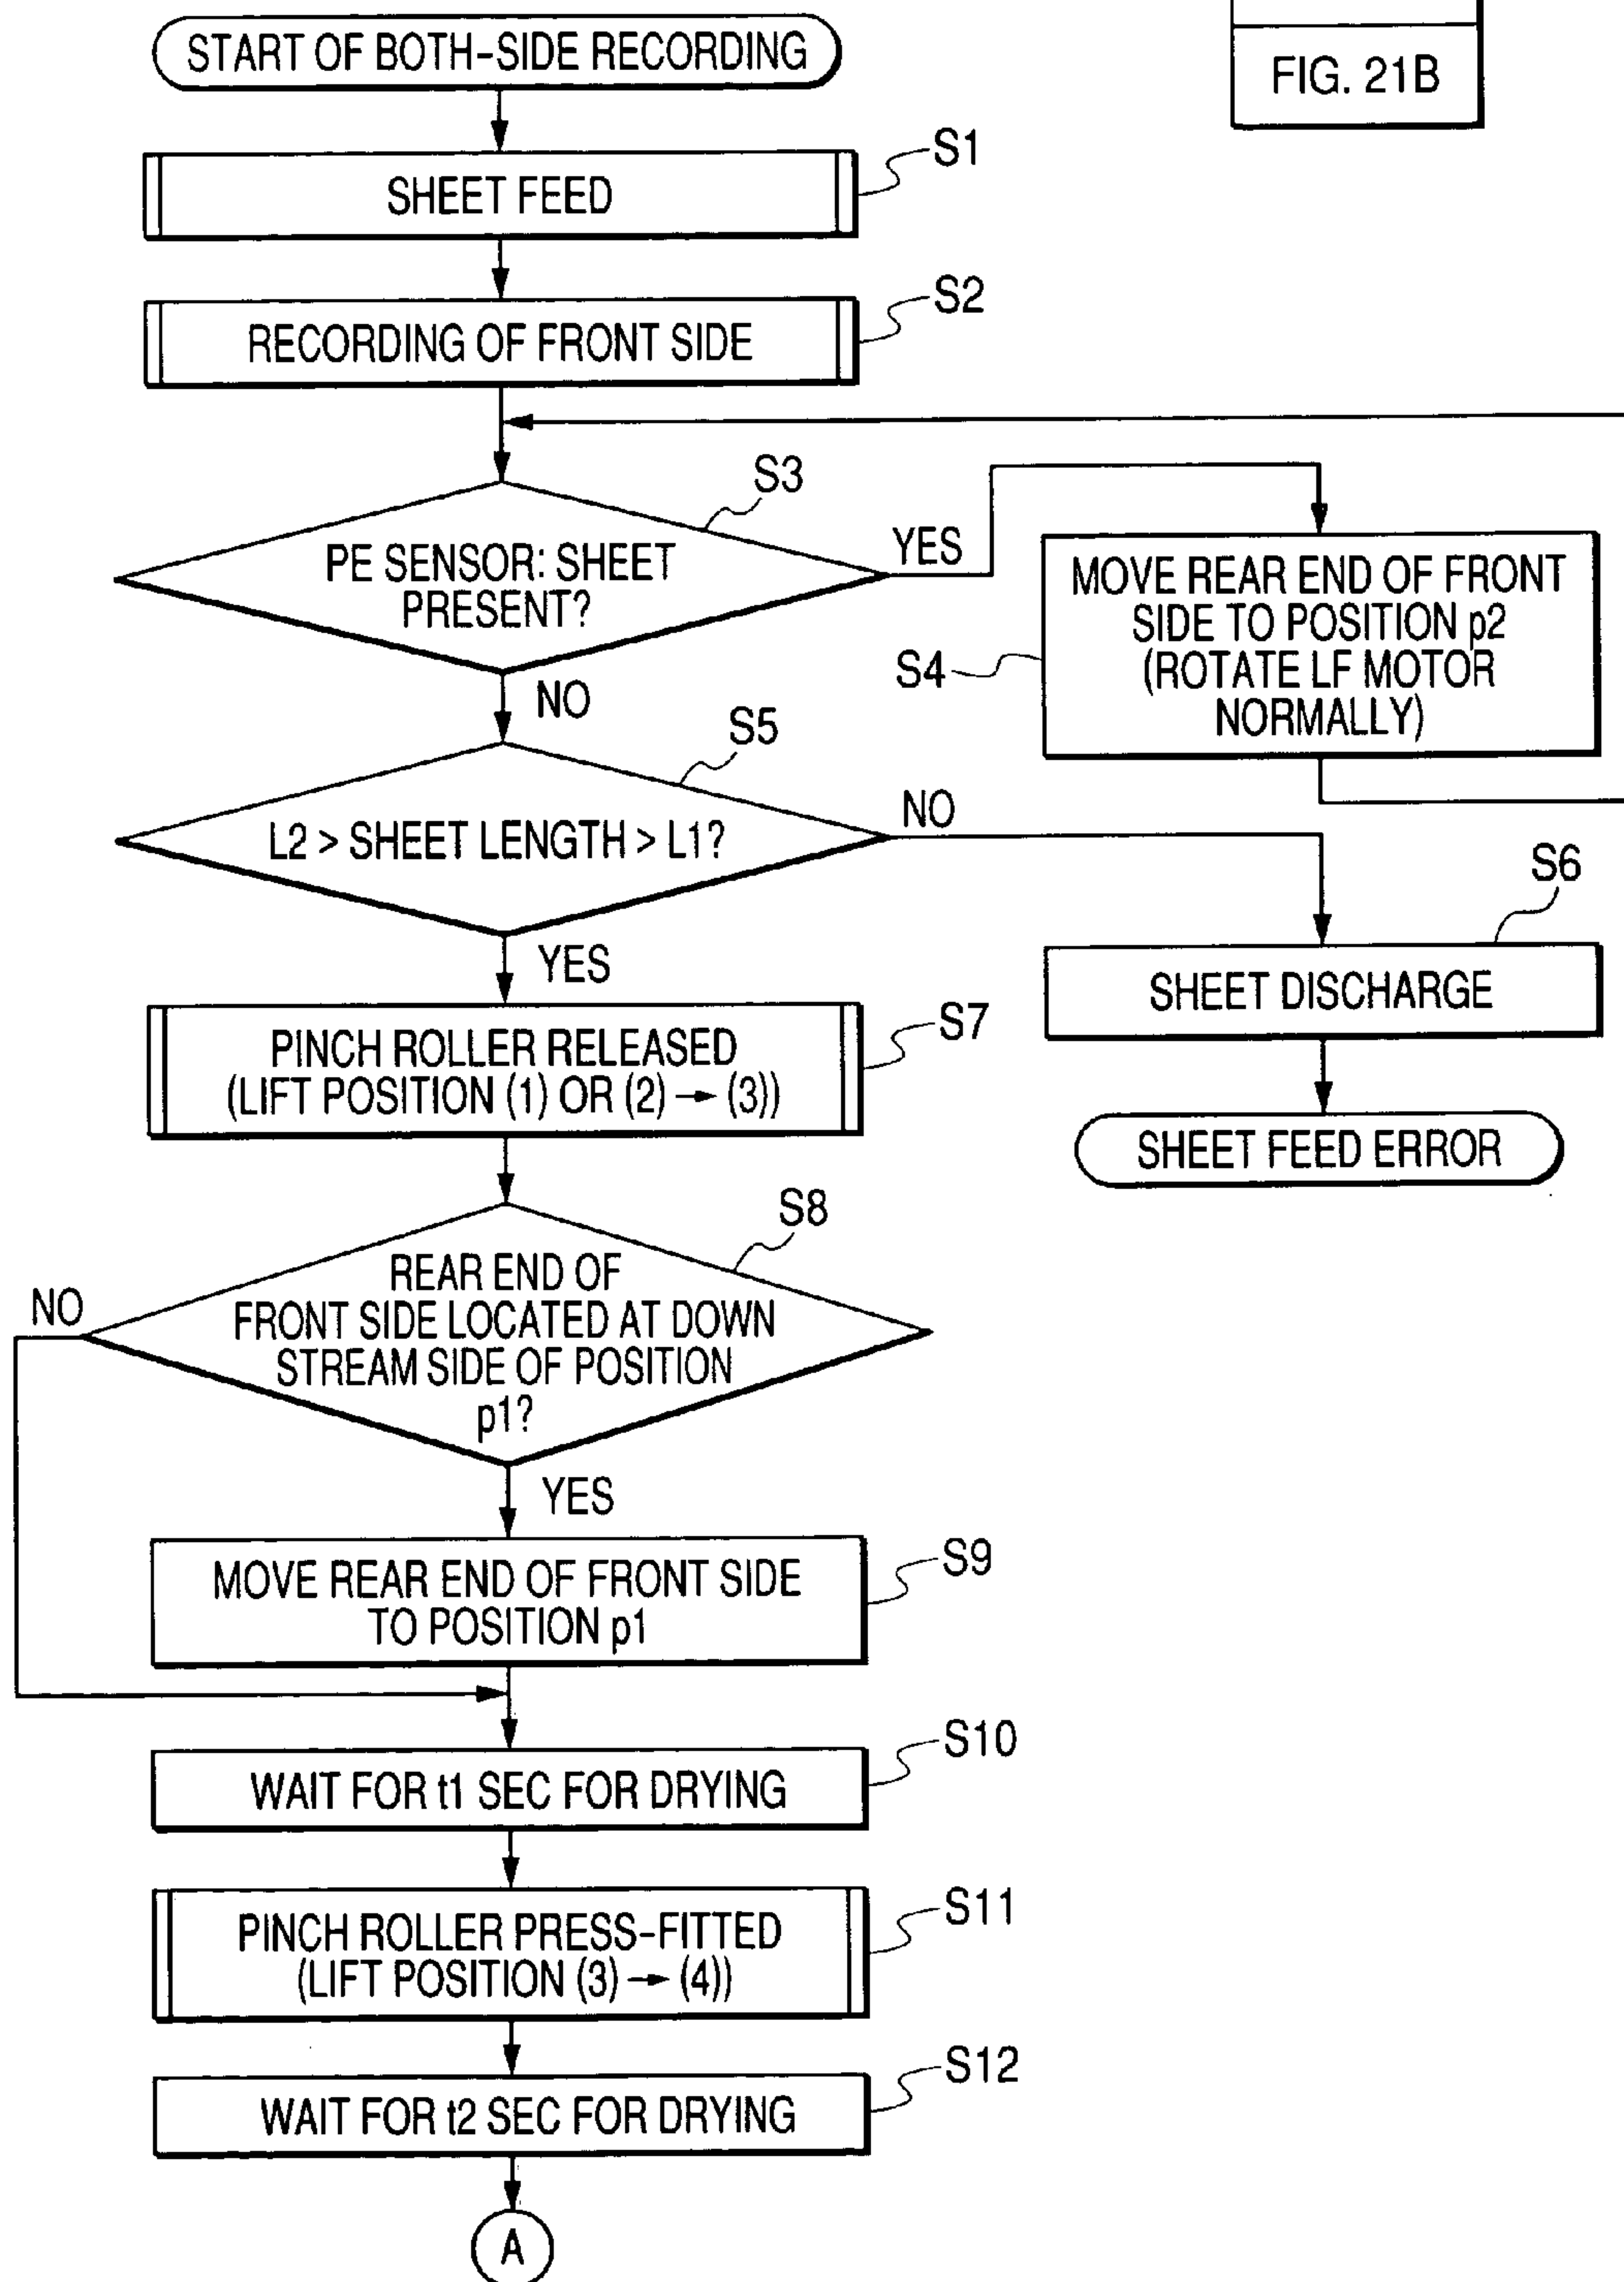 START OF BOTH-SIDE RECORDING
FIG. 21B
S1
SHEET FEED
S2
RECORDING OF FRONT SIDE
S3
PE SENSOR: SHEET
PRESENT?
YES
NO
S4
MOVE REAR END OF FRONT
SIDE TO POSITION p2
(ROTATE LF MOTOR
NORMALLY)
S5
L2 > SHEET LENGTH > L1?
NO
YES
S6
SHEET DISCHARGE
SHEET FEED ERROR
S7
PINCH ROLLER RELEASED
(LIFT POSITION (1) OR (2) → (3))
S8
REAR END OF
FRONT SIDE LOCATED AT DOWN
STREAM SIDE OF POSITION
p1?
NO
YES
S9
MOVE REAR END OF FRONT SIDE
TO POSITION p1
S10
WAIT FOR t1 SEC FOR DRYING
S11
PINCH ROLLER PRESS-FITTED
(LIFT POSITION (3) → (4))
S12
WAIT FOR t2 SEC FOR DRYING
A